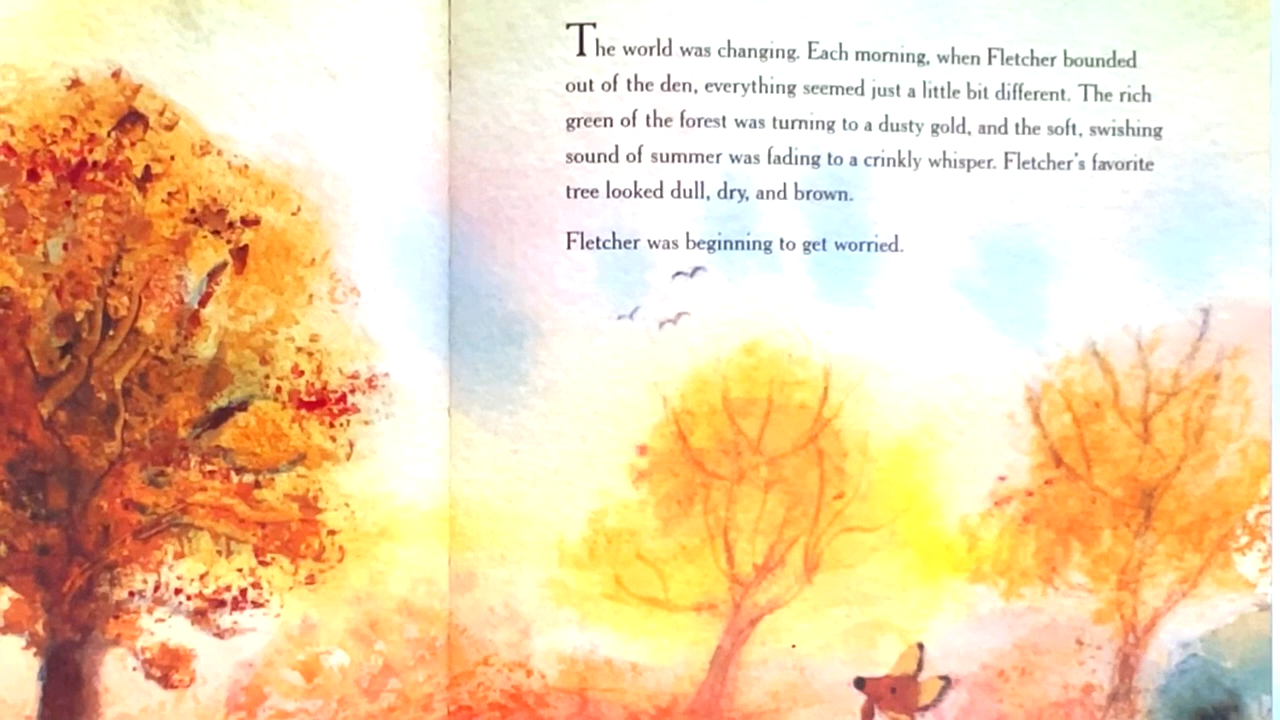 The world was changing. Each morning, when Fletcher bounded
out of the den, everything seemed just a little bit different. The rich
green of the forest was turning to a dusty gold, and the soft, swishing
sound of summer was fading to a crinkly whisper. Fletcher's favorite
tree looked dull, dry, and brown.
Fletcher was beginning to get worried.